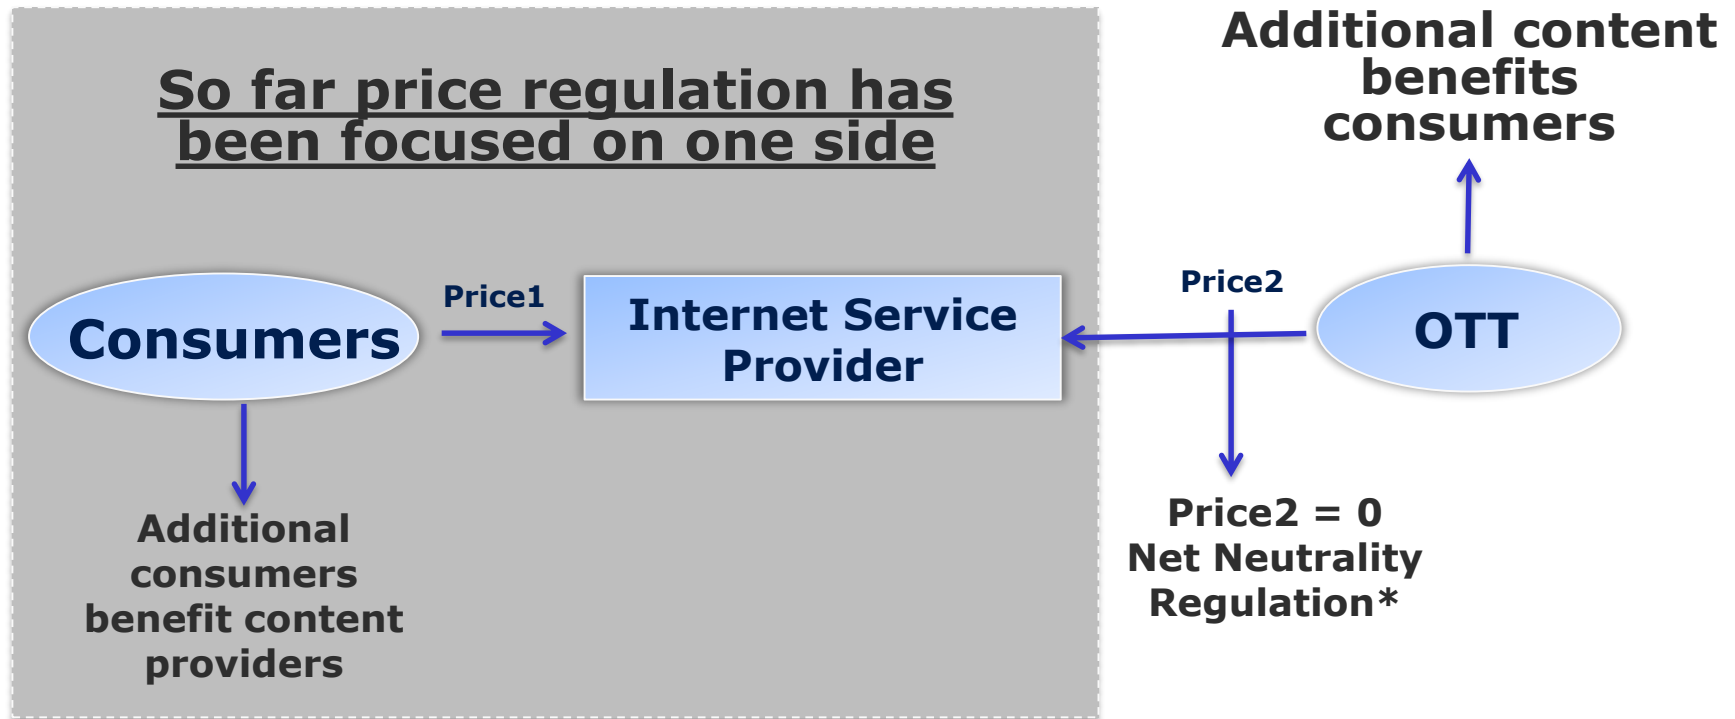 So far price regulation has
been focused on one side
Additional content
benefits
consumers
Consumers
Price1
Internet Service
Provider
Price2
OTT
Additional
consumers
benefit content
providers
Price2 = 0
Net Neutrality
Regulation*